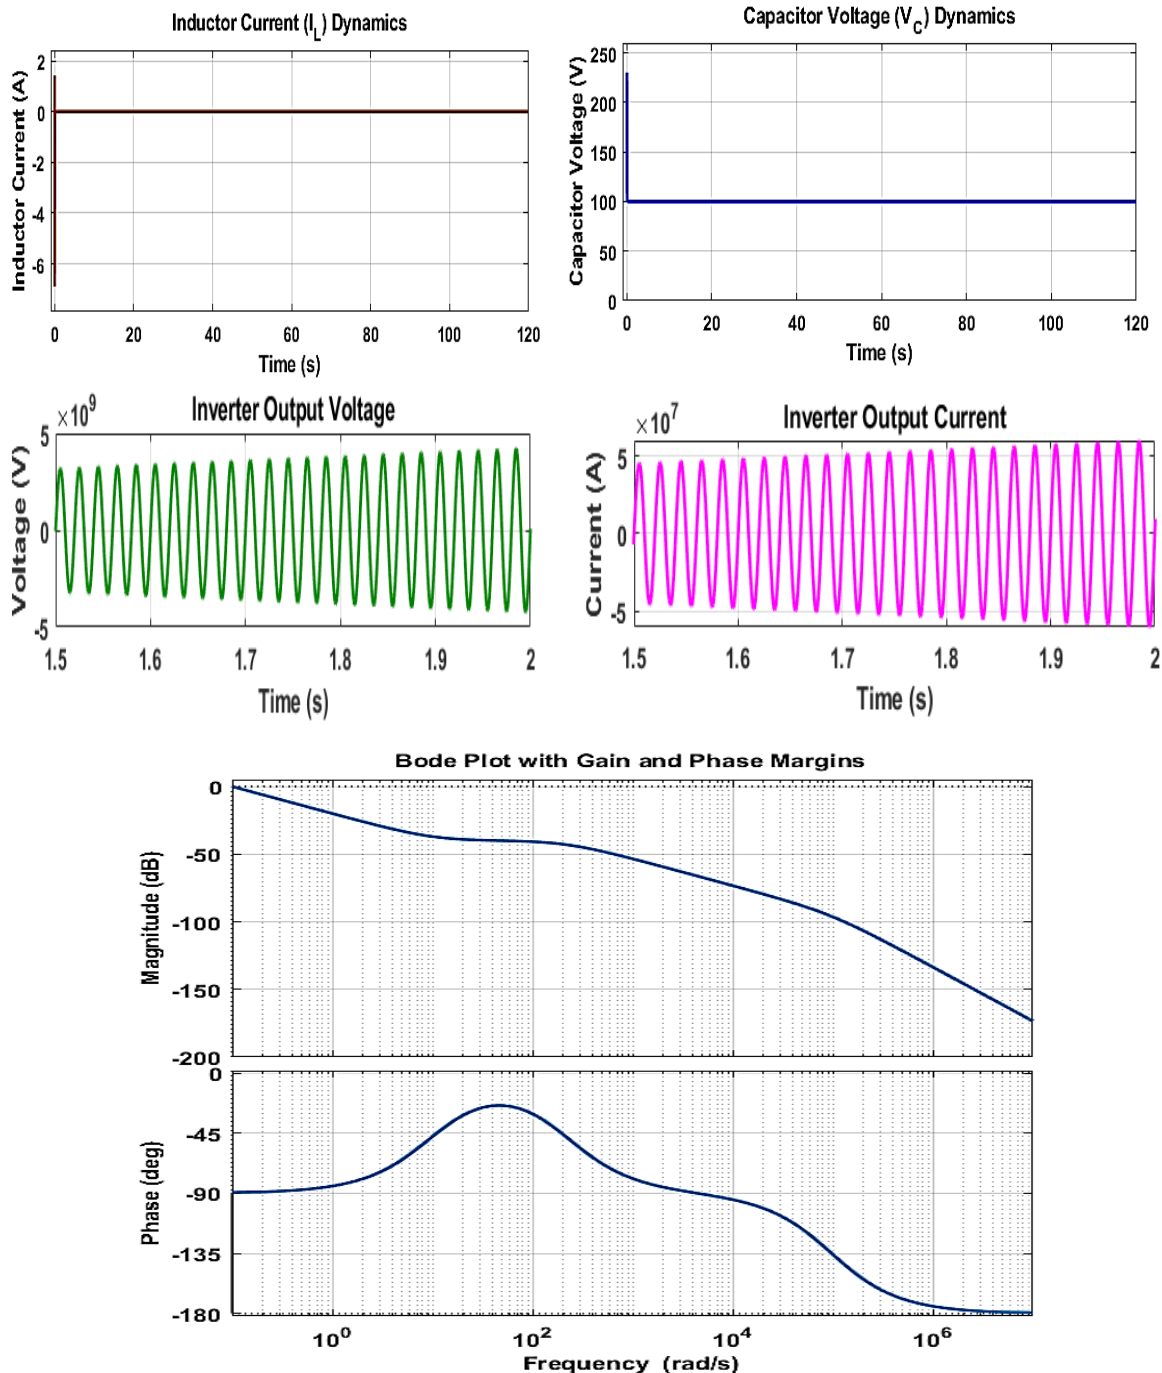 Inductor Current (I_L) Dynamics
Inductor Current (A)
2
0
-2
-4
-6
0 20 40 60 80 100 120
Time (s)
Capacitor Voltage (V_C) Dynamics
Capacitor Voltage (V)
250
200
150
100
50
0
0 20 40 60 80 100 120
Time (s)
×10^9
Inverter Output Voltage
Voltage (V)
5
0
-5
1.5 1.6 1.7 1.8 1.9 2
Time (s)
×10^7
Inverter Output Current
Current (A)
5
0
-5
1.5 1.6 1.7 1.8 1.9 2
Time (s)
Bode Plot with Gain and Phase Margins
Magnitude (dB)
0
-50
-100
-150
-200
Phase (deg)
0
-45
-90
-135
-180
10^0 10^2 10^4 10^6
Frequency (rad/s)